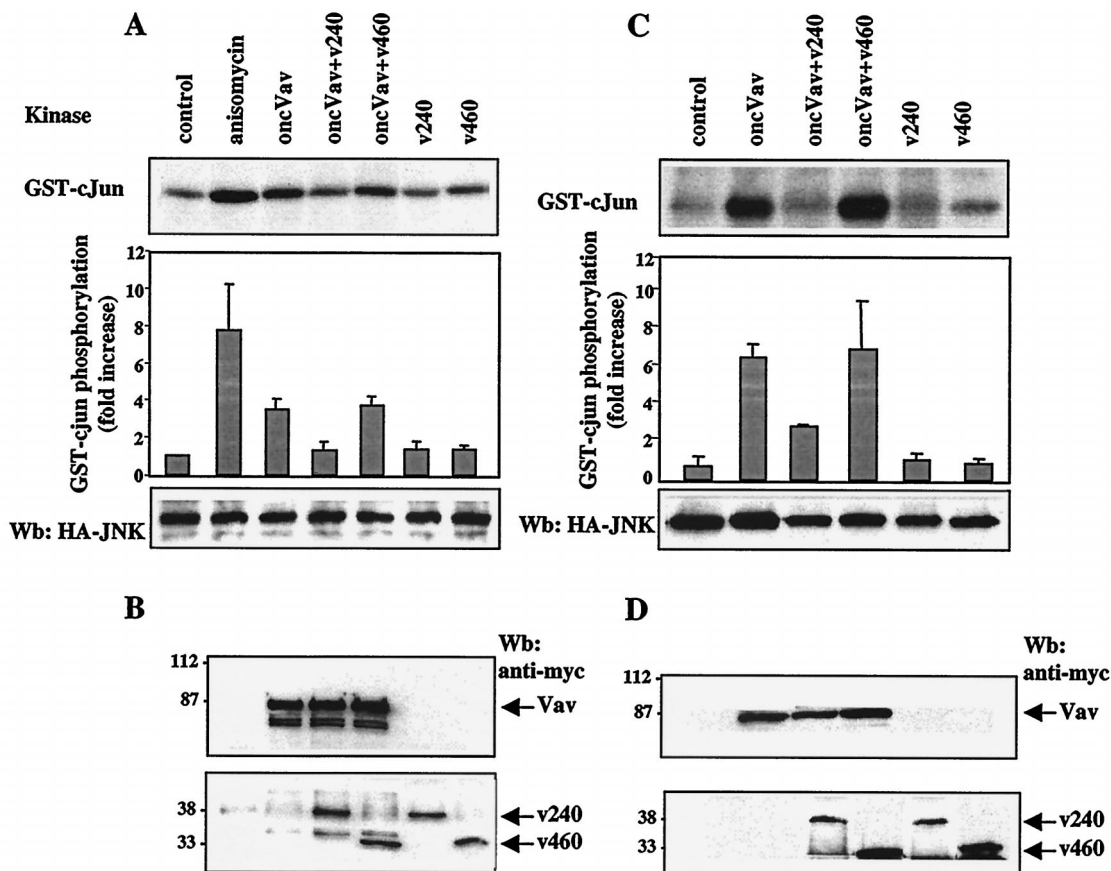 A
control
anisomycin
oncVav
oncVav+v240
oncVav+v460
v240
v460
Kinase
GST-cJun
GST-cjun phosphorylation
(fold increase)
12
10
8
6
4
2
0
Wb: HA-JNK
C
control
oncVav
oncVav+v240
oncVav+v460
v240
v460
GST-cJun
GST-cjun phosphorylation
(fold increase)
12
10
8
6
4
2
0
Wb: HA-JNK
B
Wb:
anti-myc
112
87
Vav
38
33
v240
v460
D
Wb:
anti-myc
112
87
Vav
38
33
v240
v460